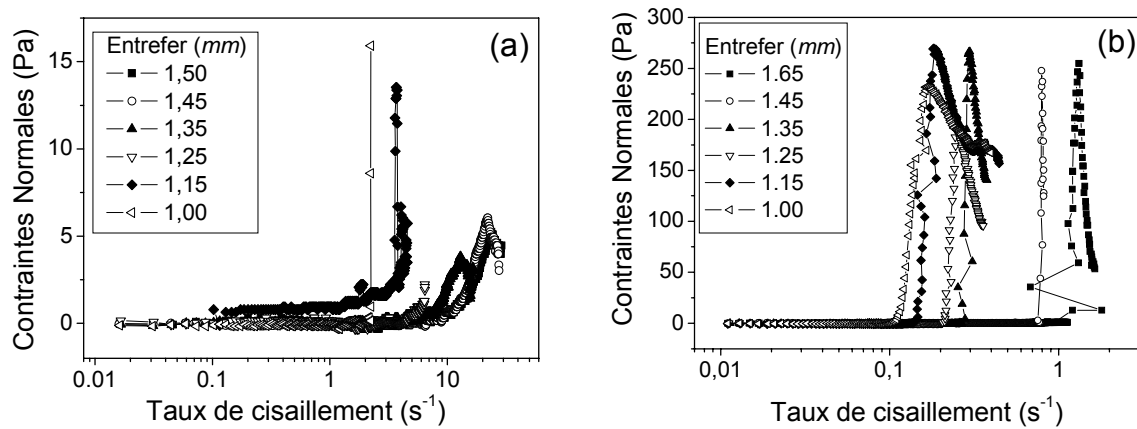 (a)
Contraintes Normales (Pa)
15
10
5
0
Entrefer (mm)
1,50
1,45
1,35
1,25
1,15
1,00
0.01 0.1 1 10
Taux de cisaillement (s⁻¹)
(b)
Contraintes Normales (Pa)
300
250
200
150
100
50
0
Entrefer (mm)
1.65
1.45
1.35
1.25
1.15
1.00
0,01 0,1 1
Taux de cisaillement (s⁻¹)